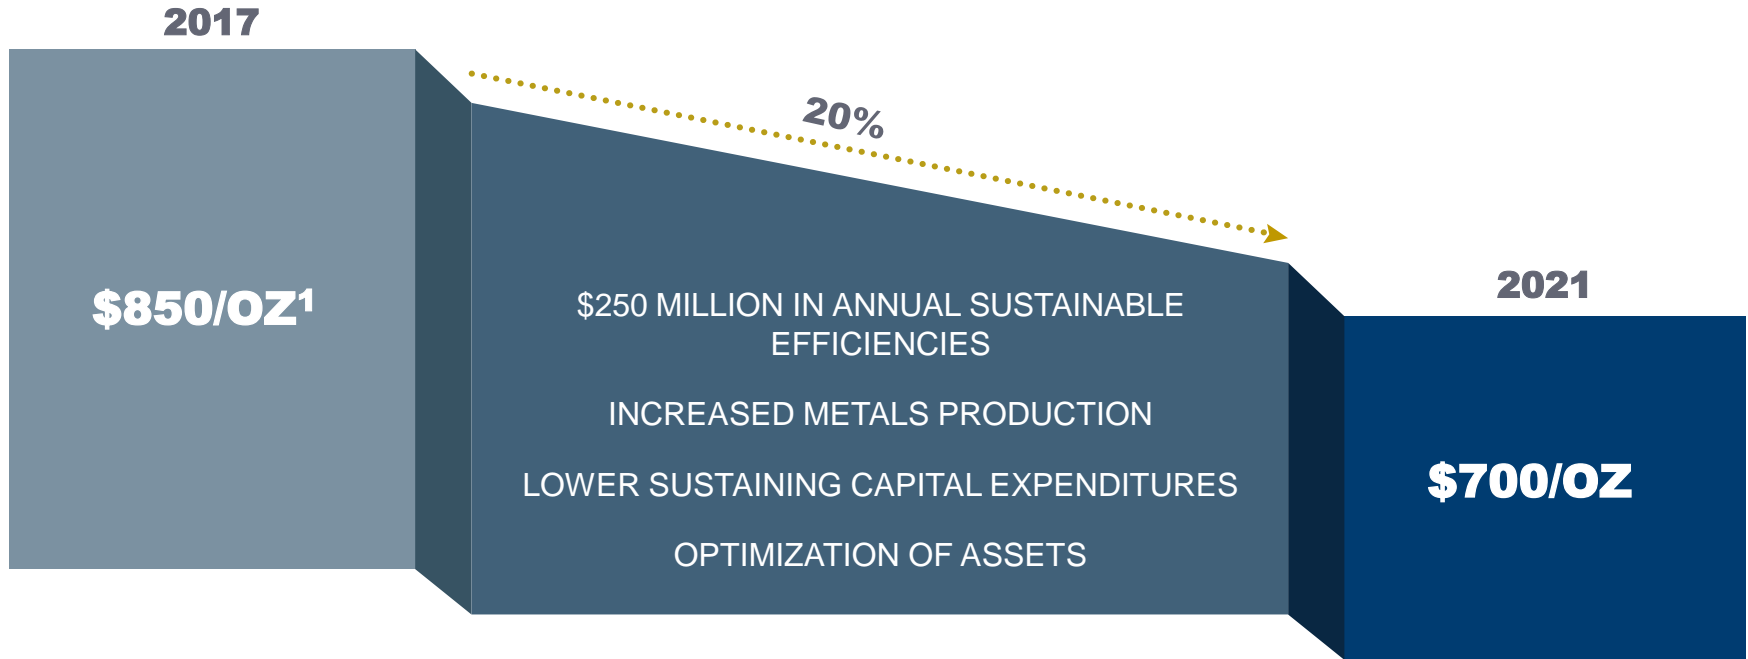 2017
20%
$850/OZ¹
$250 MILLION IN ANNUAL SUSTAINABLE
EFFICIENCIES
INCREASED METALS PRODUCTION
LOWER SUSTAINING CAPITAL EXPENDITURES
OPTIMIZATION OF ASSETS
2021
$700/OZ